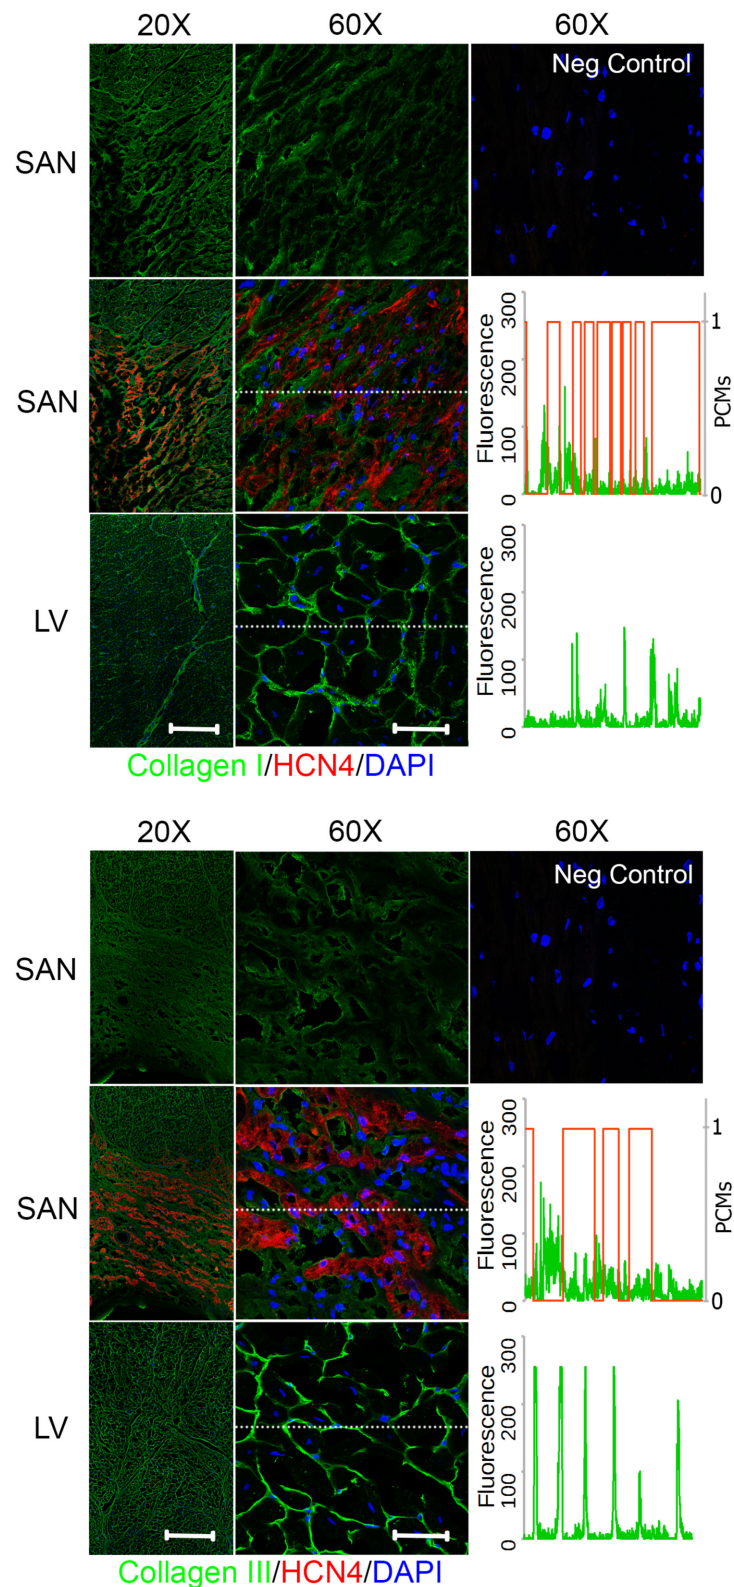 20X 60X 60X
Neg Control
SAN
SAN
Fluorescence
300
200
100
0
1
PCMs
0
LV
Fluorescence
300
200
100
0
Collagen I/HCN4/DAPI
20X 60X 60X
Neg Control
SAN
SAN
Fluorescence
300
200
100
0
1
PCMs
0
LV
Fluorescence
300
200
100
0
Collagen III/HCN4/DAPI